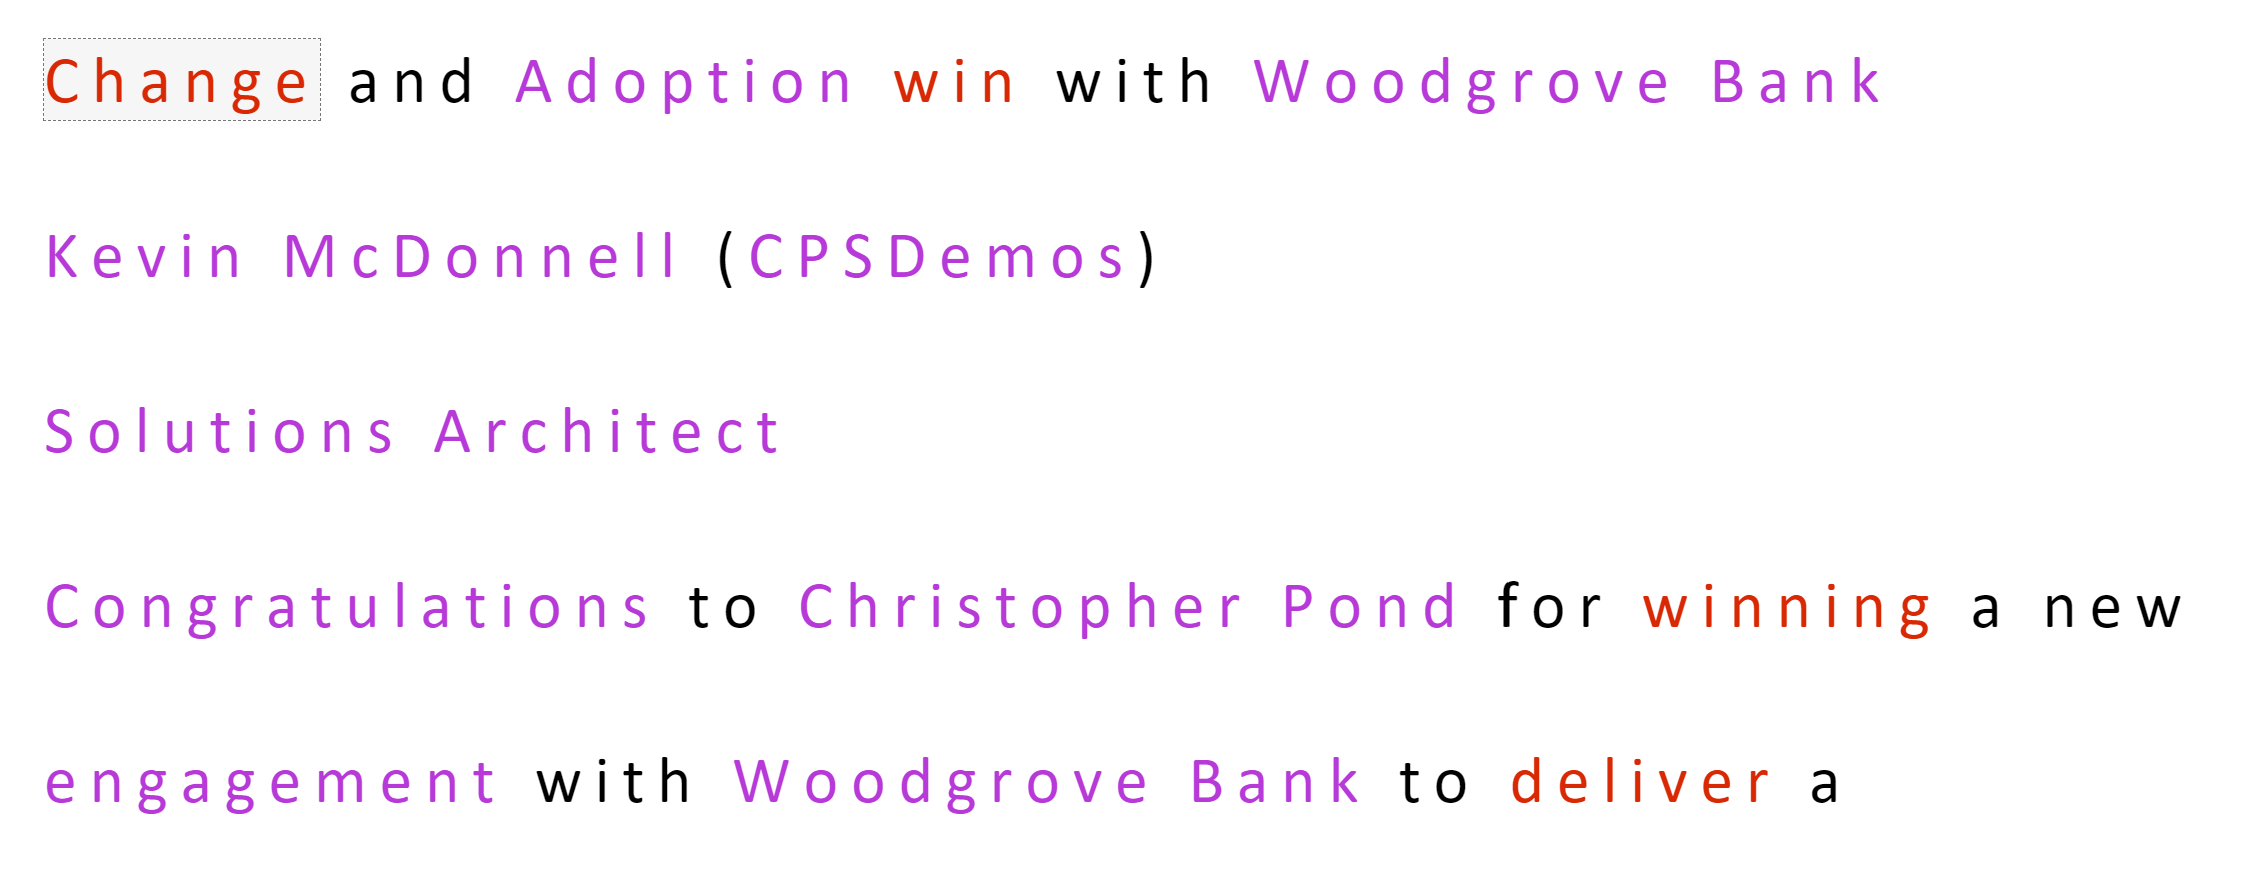 Change and Adoption win with Woodgrove Bank
Kevin McDonnell (CPSDemos)
Solutions Architect
Congratulations to Christopher Pond for winning a new
engagement with Woodgrove Bank to deliver a